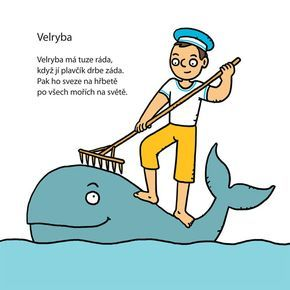 Velryba
Velryba má tuze ráda,
když jí plavčík drbe záda.
Pak ho sveze na hřbetě
po všech mořích na světě.